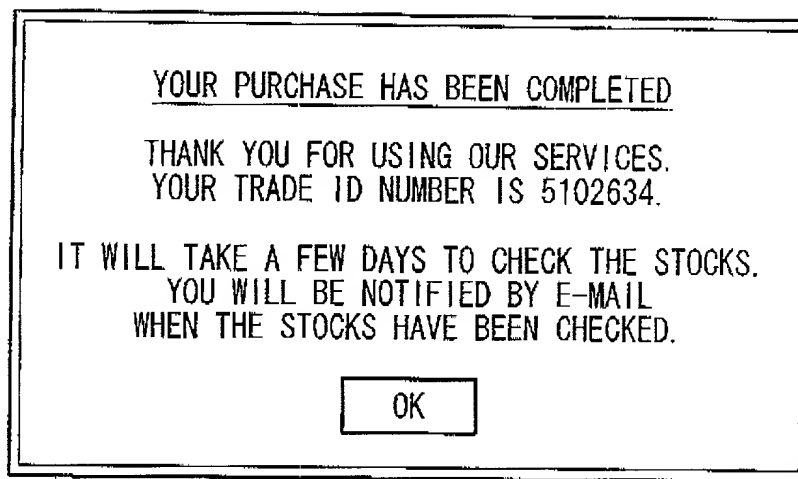 YOUR PURCHASE HAS BEEN COMPLETED
THANK YOU FOR USING OUR SERVICES.
YOUR TRADE ID NUMBER IS 5102634.
IT WILL TAKE A FEW DAYS TO CHECK THE STOCKS.
YOU WILL BE NOTIFIED BY E-MAIL
WHEN THE STOCKS HAVE BEEN CHECKED.
OK